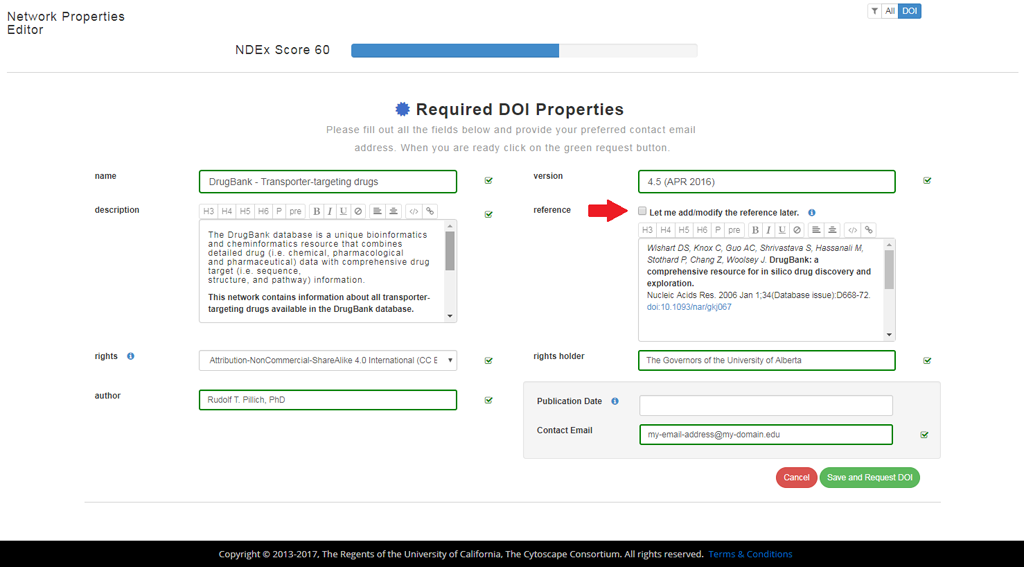 Network Properties
Editor
All
DOI
NDEx Score 60
Required DOI Properties
Please fill out all the fields below and provide your preferred contact email
address. When you are ready click on the green request button.
name
DrugBank - Transporter-targeting drugs
version
4.5 (APR 2016)
description
H3 H4 H5 H6 P pre B I U </>
The DrugBank database is a unique bioinformatics
and cheminformatics resource that combines
detailed drug (i.e. chemical, pharmacological
and pharmaceutical) data with comprehensive drug
target (i.e. sequence,
structure, and pathway) information.
This network contains information about all transporter-
targeting drugs available in the DrugBank database.
reference
Let me add/modify the reference later.
H3 H4 H5 H6 P pre B I U </>
Wishart DS, Knox C, Guo AC, Shrivastava S, Hassanali M,
Stothard P, Chang Z, Woolsey J. DrugBank: a
comprehensive resource for in silico drug discovery and
exploration.
Nucleic Acids Res. 2006 Jan 1;34(Database issue):D668-72.
doi:10.1093/nar/gkj067
rights
Attribution-NonCommercial-ShareAlike 4.0 International (CC E
rights holder
The Governors of the University of Alberta
author
Rudolf T. Pillich, PhD
Publication Date
Contact Email
my-email-address@my-domain.edu
Cancel
Save and Request DOI
Copyright © 2013-2017, The Regents of the University of California, The Cytoscape Consortium. All rights reserved. Terms & Conditions